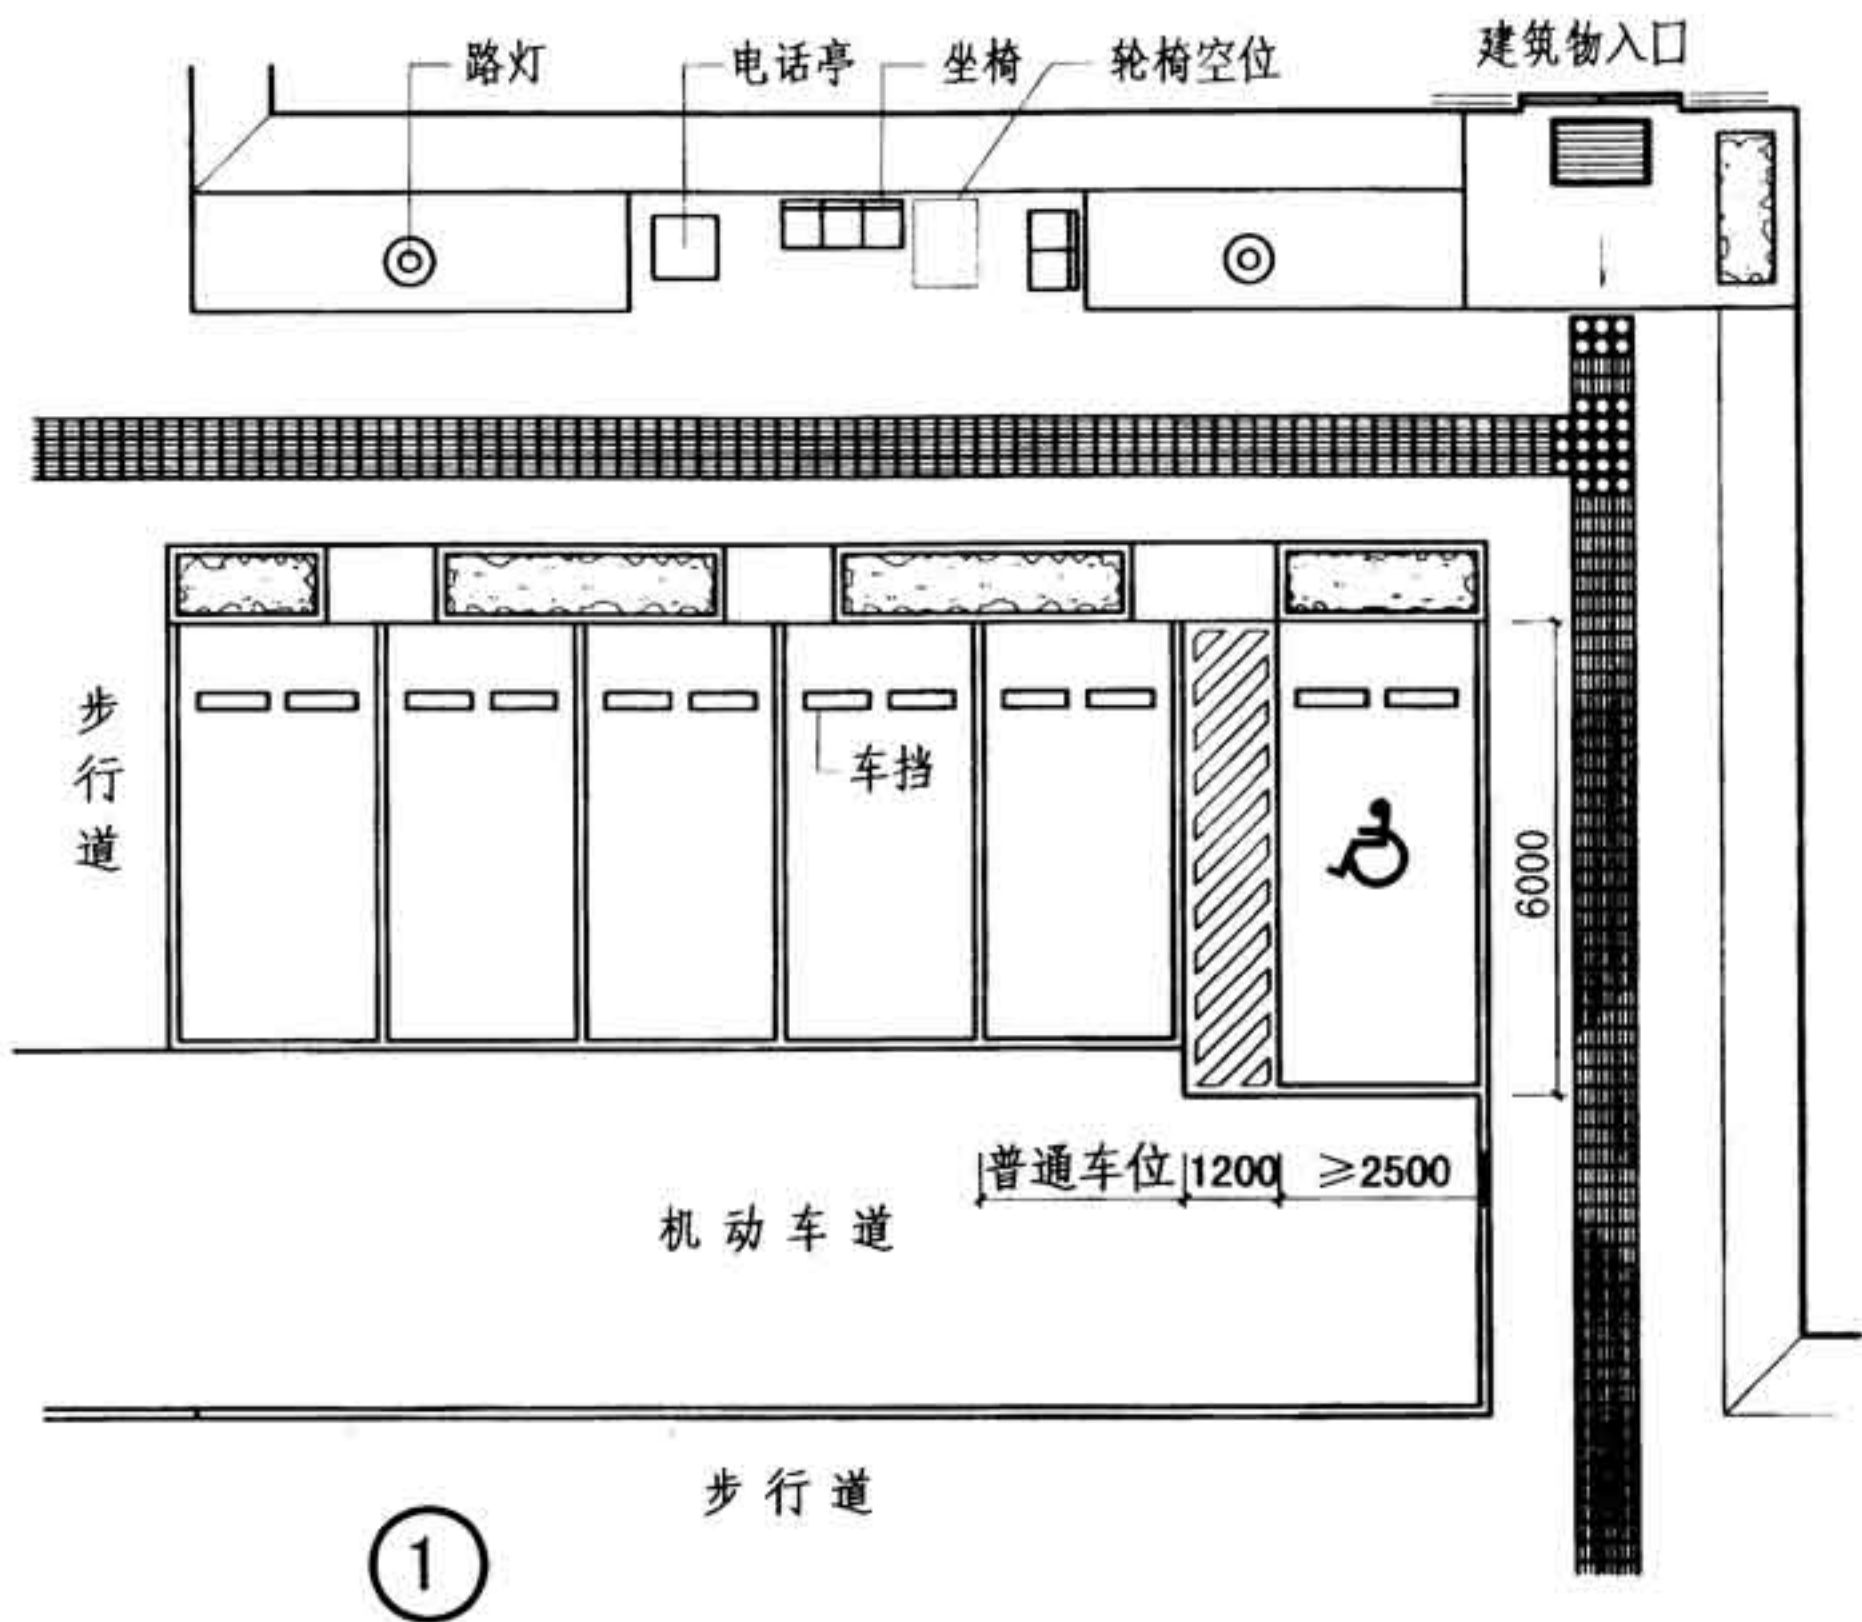 路灯
电话亭
坐椅
轮椅空位
建筑物入口
步行道
车挡
6000
普通车位
1200
≥2500
机动车道
步行道
1